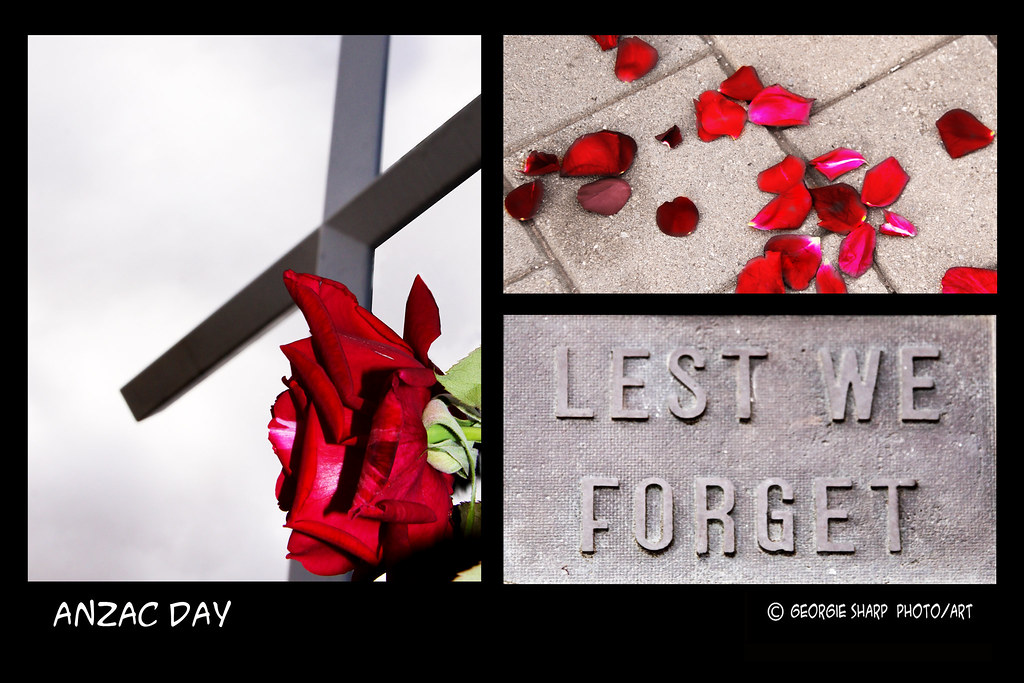 LEST WE
FORGET
ANZAC DAY
© GEORGIE SHARP PHOTO/ART